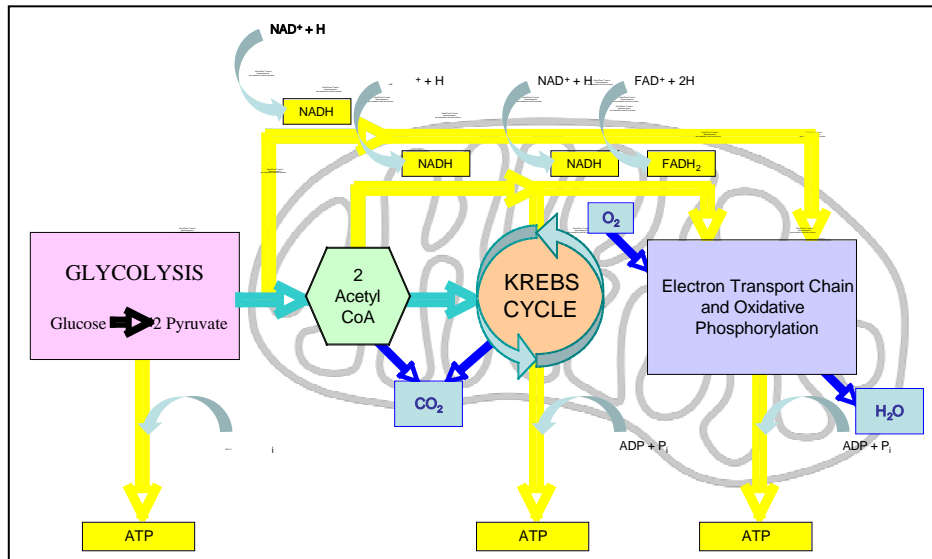 NAD⁺ + H
⁺ + H
NAD⁺ + H
FAD⁺ + 2H
NADH
NADH
NADH
FADH₂
O₂
GLYCOLYSIS
Glucose
2 Pyruvate
2
Acetyl
CoA
KREBS
CYCLE
Electron Transport Chain
and Oxidative
Phosphorylation
CO₂
H₂O
i
ADP + Pᵢ
ADP + Pᵢ
ATP
ATP
ATP